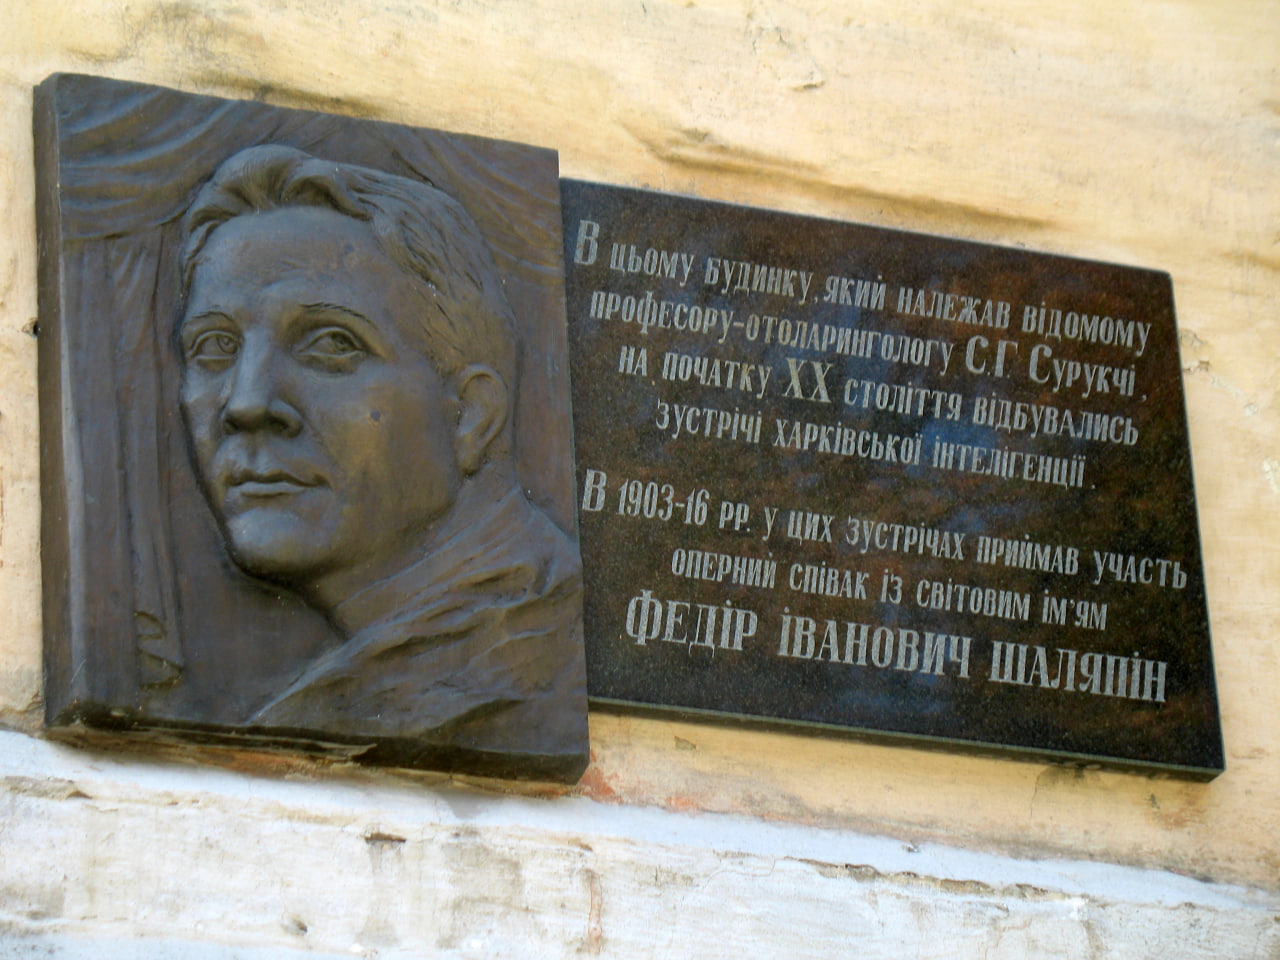 В цьому будинку, який належав відомому
професору-отоларингологу С.Г Сурукчі,
на початку XX століття відбувались
зустрічі харківської інтелігенції.
В 1903-16 рр. у цих зустрічах приймав участь
оперний співак із світовим ім'ям
ФЕДІР ІВАНОВИЧ ШАЛЯПІН